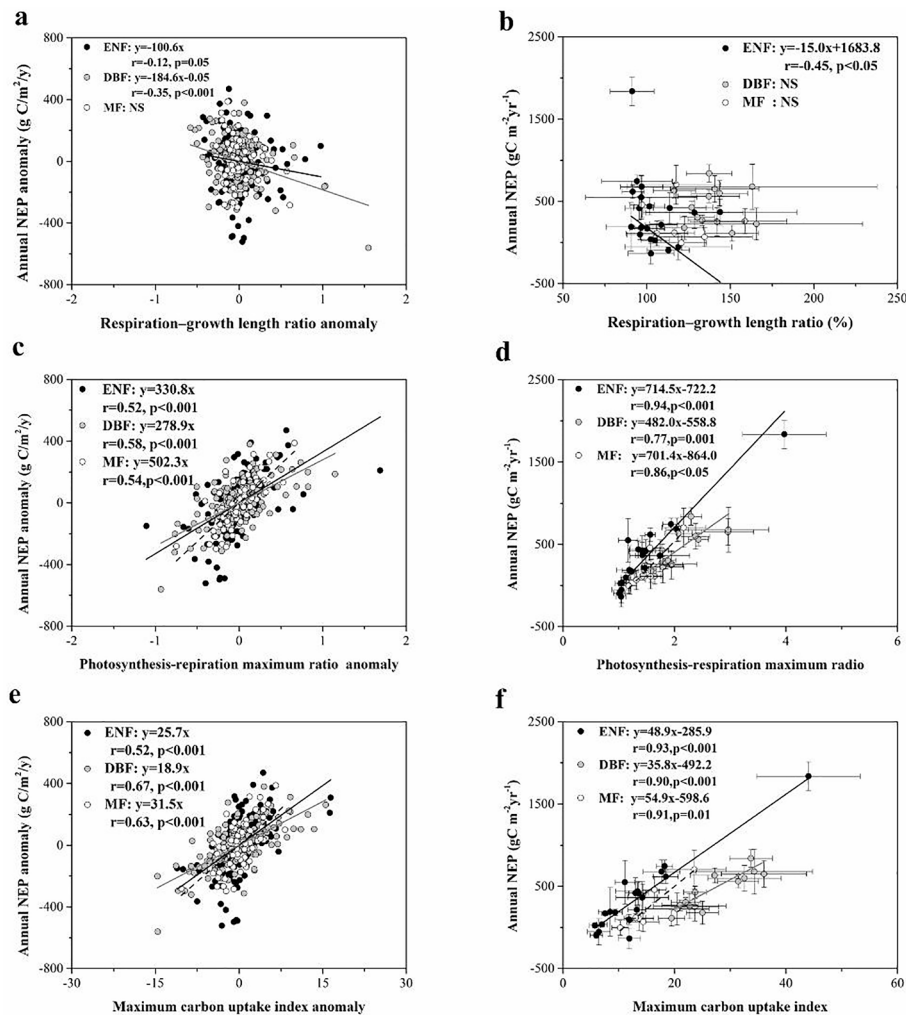 a
ENF: y=-100.6x
r=-0.12, p=0.05
DBF: y=-184.6x-0.05
r=-0.35, p<0.001
MF: NS
800
400
0
-400
-800
-2
-1
0
1
2
Annual NEP anomaly (g C/m²/y)
Respiration–growth length ratio anomaly
b
ENF: y=-15.0x+1683.8
r=-0.45, p<0.05
DBF: NS
MF : NS
2500
1500
500
-500
50
100
150
200
250
Annual NEP (gC m⁻²yr⁻¹)
Respiration–growth length ratio (%)
c
ENF: y=330.8x
r=0.52, p<0.001
DBF: y=278.9x
r=0.58, p<0.001
MF: y=502.3x
r=0.54,p<0.001
800
400
0
-400
-800
-2
-1
0
1
2
Annual NEP anomaly (g C/m²/y)
Photosynthesis-repiration maximum ratio anomaly
d
ENF: y=714.5x-722.2
r=0.94,p<0.001
DBF: y=482.0x-558.8
r=0.77,p=0.001
MF: y=701.4x-864.0
r=0.86,p<0.05
2500
1500
500
-500
0
2
4
6
Annual NEP (gC m⁻²yr⁻¹)
Photosynthesis-respiration maximum radio
e
ENF: y=25.7x
r=0.52, p<0.001
DBF: y=18.9x
r=0.67, p<0.001
MF: y=31.5x
r=0.63, p<0.001
800
400
0
-400
-800
-30
-15
0
15
30
Annual NEP anomaly (g C/m²/y)
Maximum carbon uptake index anomaly
f
ENF: y=48.9x-285.9
r=0.93,p<0.001
DBF: y=35.8x-492.2
r=0.90,p<0.001
MF: y=54.9x-598.6
r=0.91,p=0.01
2500
1500
500
-500
0
20
40
60
Annual NEP (gC m⁻²yr⁻¹)
Maximum carbon uptake index